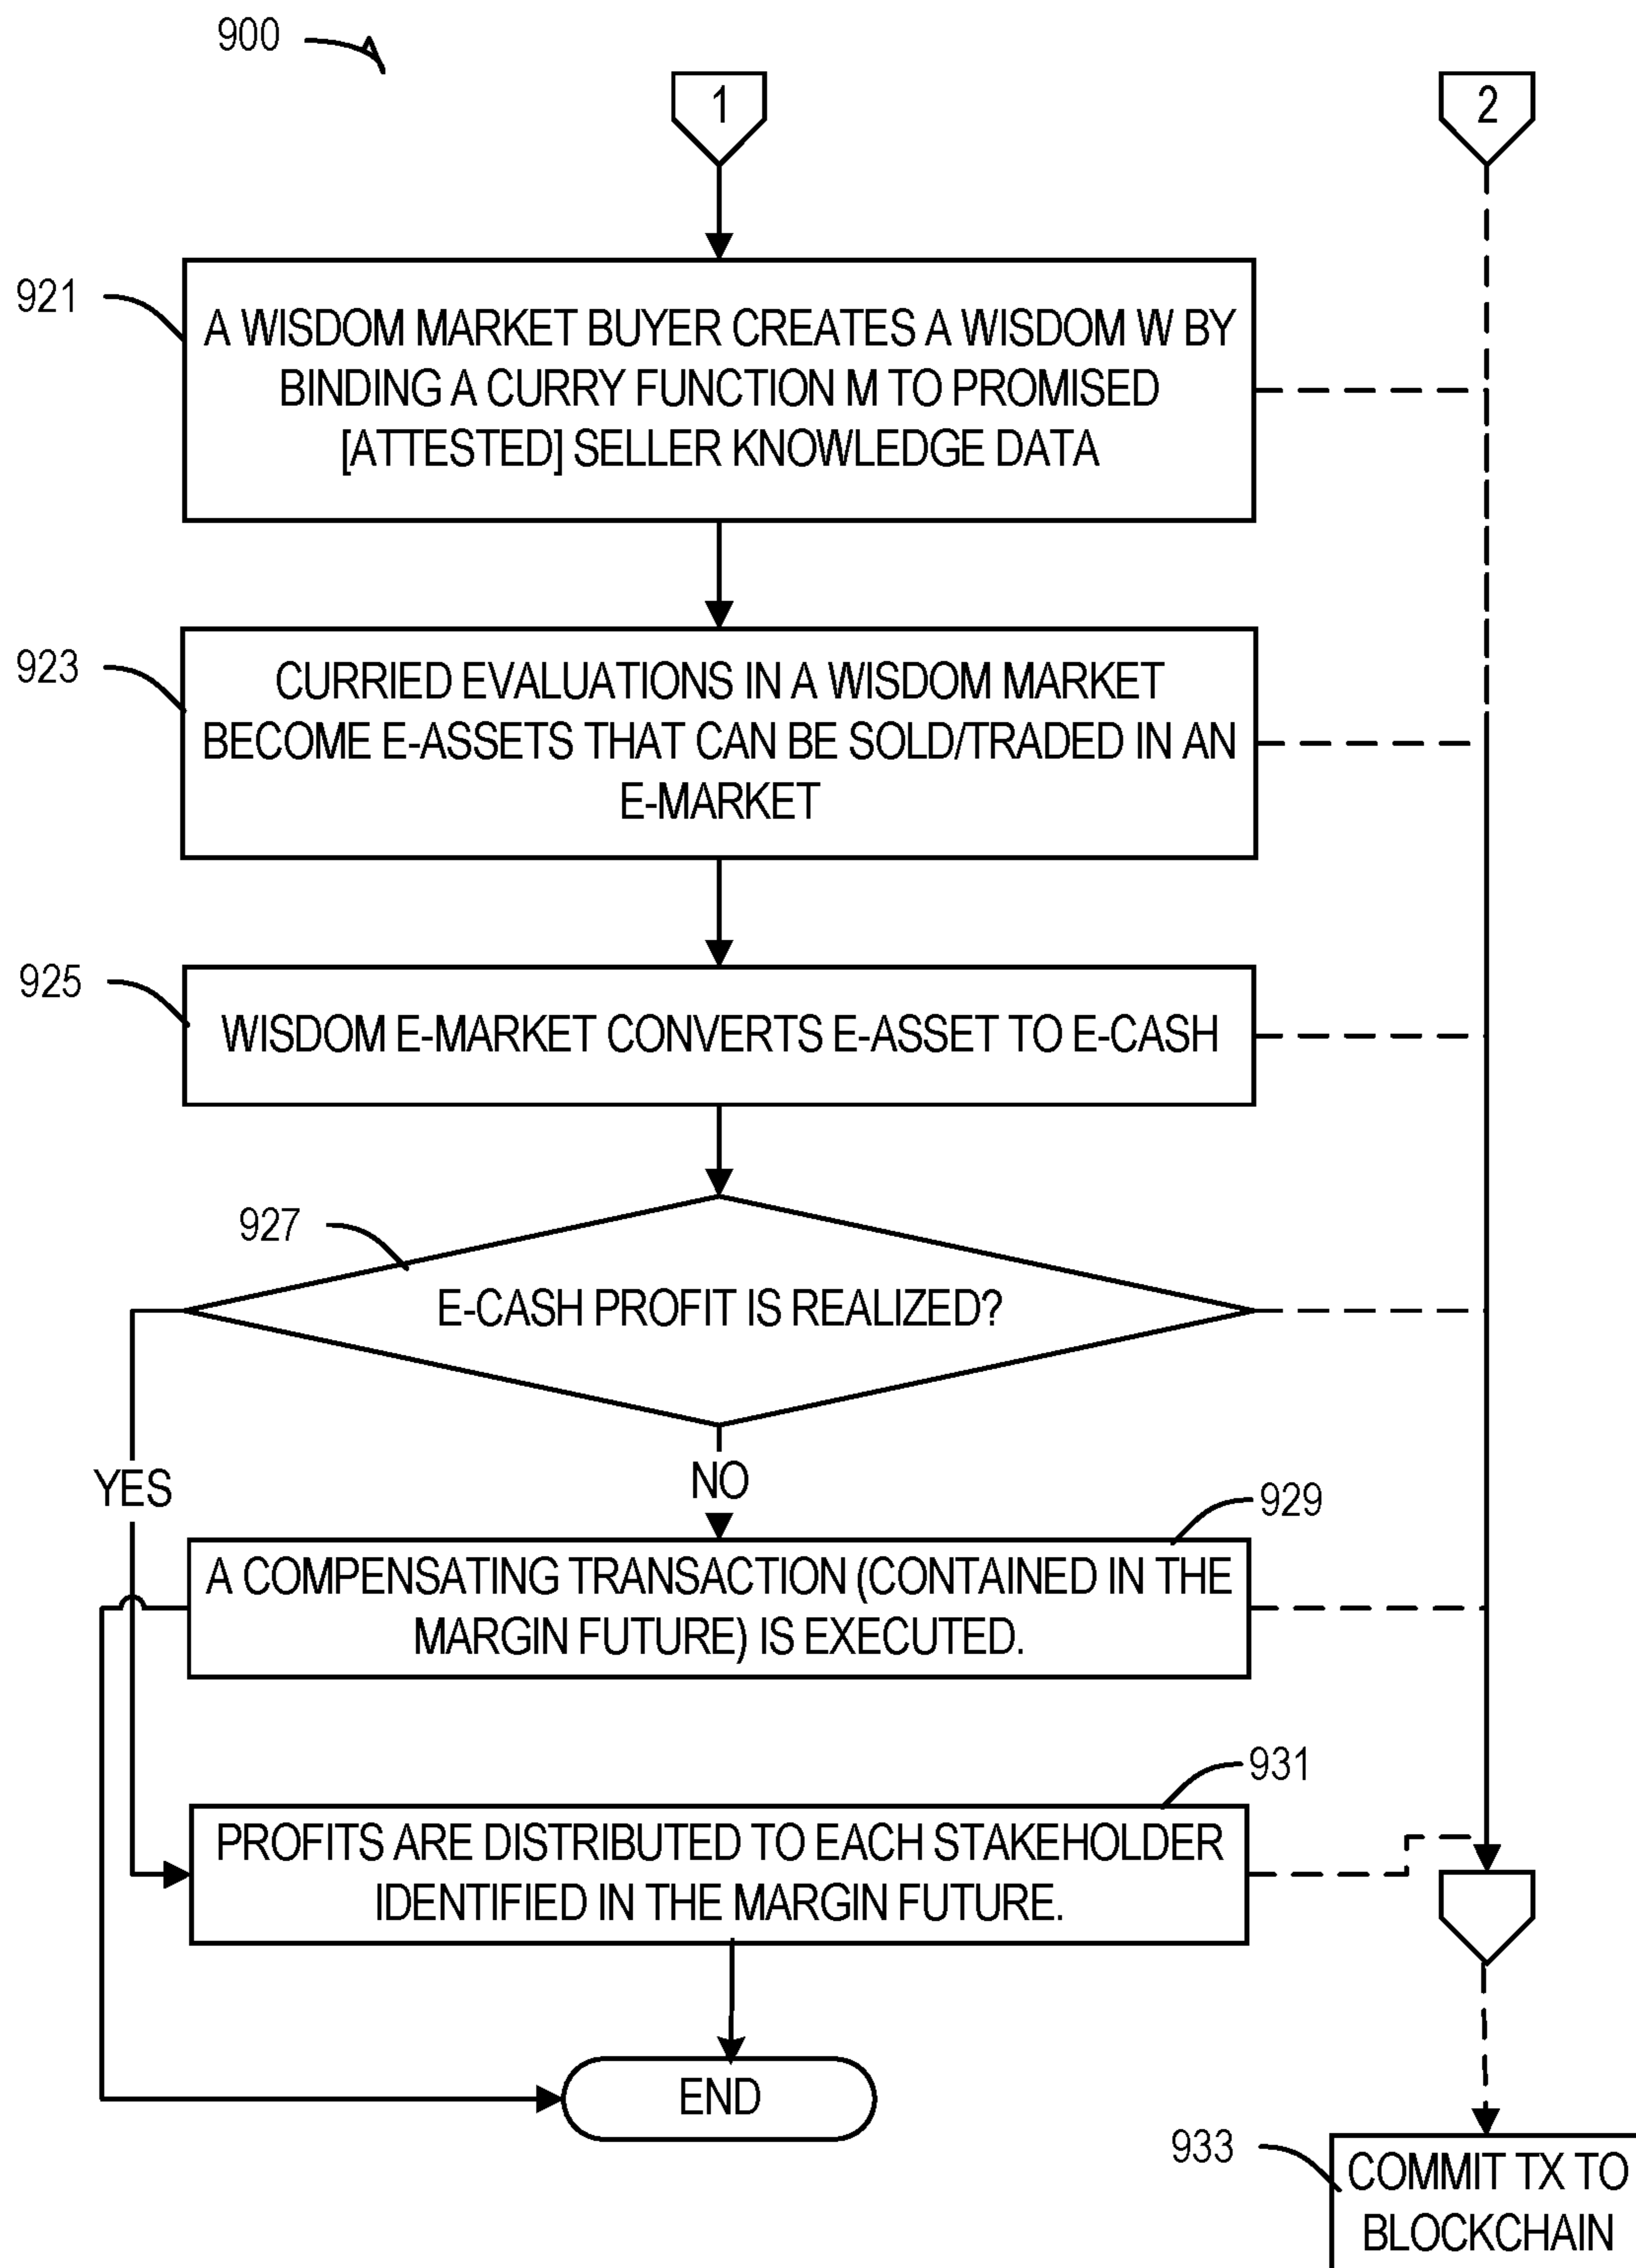 900
1
2
921
A WISDOM MARKET BUYER CREATES A WISDOM W BY
BINDING A CURRY FUNCTION M TO PROMISED
[ATTESTED] SELLER KNOWLEDGE DATA
923
CURRIED EVALUATIONS IN A WISDOM MARKET
BECOME E-ASSETS THAT CAN BE SOLD/TRADED IN AN
E-MARKET
925
WISDOM E-MARKET CONVERTS E-ASSET TO E-CASH
927
E-CASH PROFIT IS REALIZED?
YES
NO
929
A COMPENSATING TRANSACTION (CONTAINED IN THE
MARGIN FUTURE) IS EXECUTED.
931
PROFITS ARE DISTRIBUTED TO EACH STAKEHOLDER
IDENTIFIED IN THE MARGIN FUTURE.
END
933
COMMIT TX TO
BLOCKCHAIN